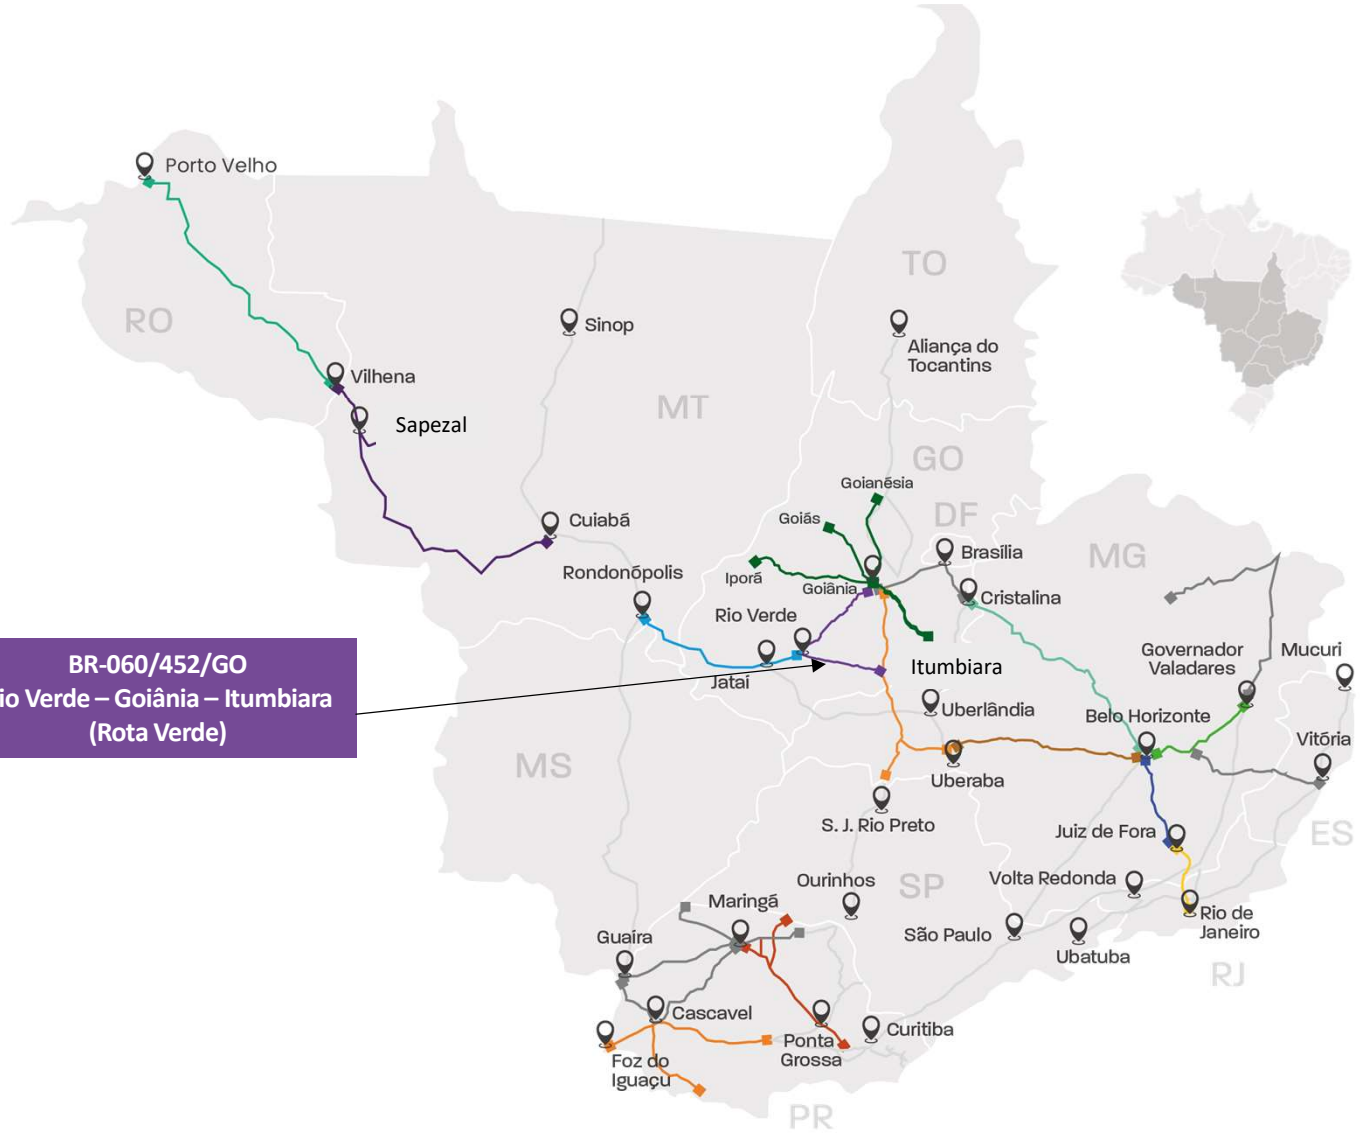 Porto Velho
TO
RO
Sinop
Aliança do
Tocantins
Vilhena
MT
Sapezal
GO
Goianésia
DF
Goiás
Cuiabá
Brasília
MG
Rondonópolis
Iporá
Goiânia
Cristalina
Rio Verde
BR-060/452/GO
io Verde – Goiânia – Itumbiara
(Rota Verde)
Jataí
Itumbiara
Governador
Valadares
Mucuri
Uberlândia
Belo Horizonte
Vitória
MS
Uberaba
S. J. Rio Preto
Juiz de Fora
ES
Ourinhos
SP
Volta Redonda
Maringá
Rio de
Janeiro
São Paulo
Guaíra
Ubatuba
RJ
Cascavel
Curitiba
Ponta
Grossa
Foz do
Iguaçu
PR